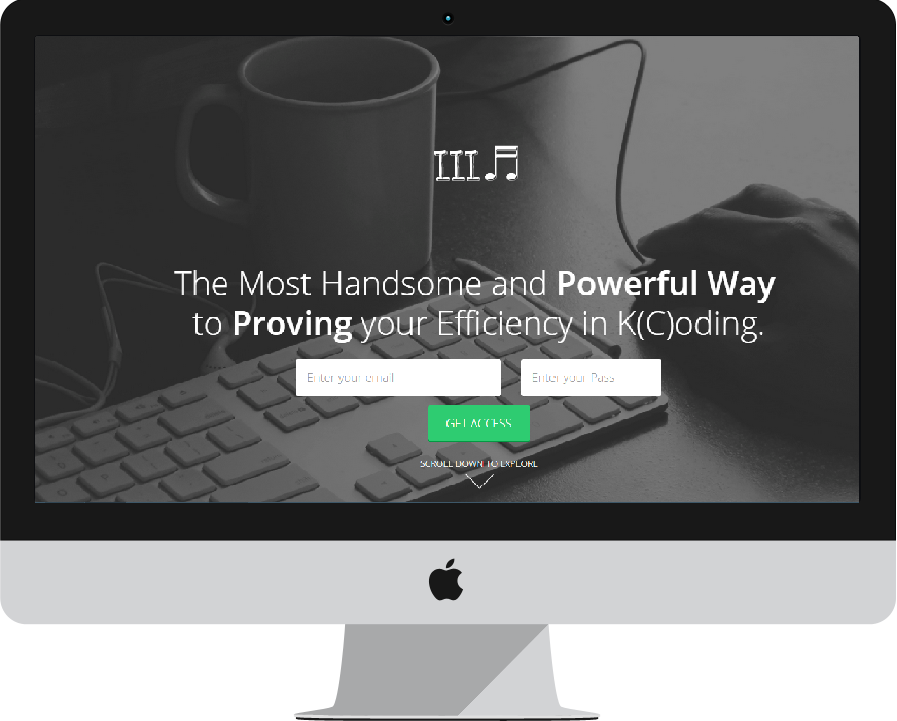 III♬
The Most Handsome and Powerful Way
to Proving your Efficiency in K(C)oding.
Enter your email
Enter your Pass
GET ACCESS
SCROLL DOWN TO EXPLORE